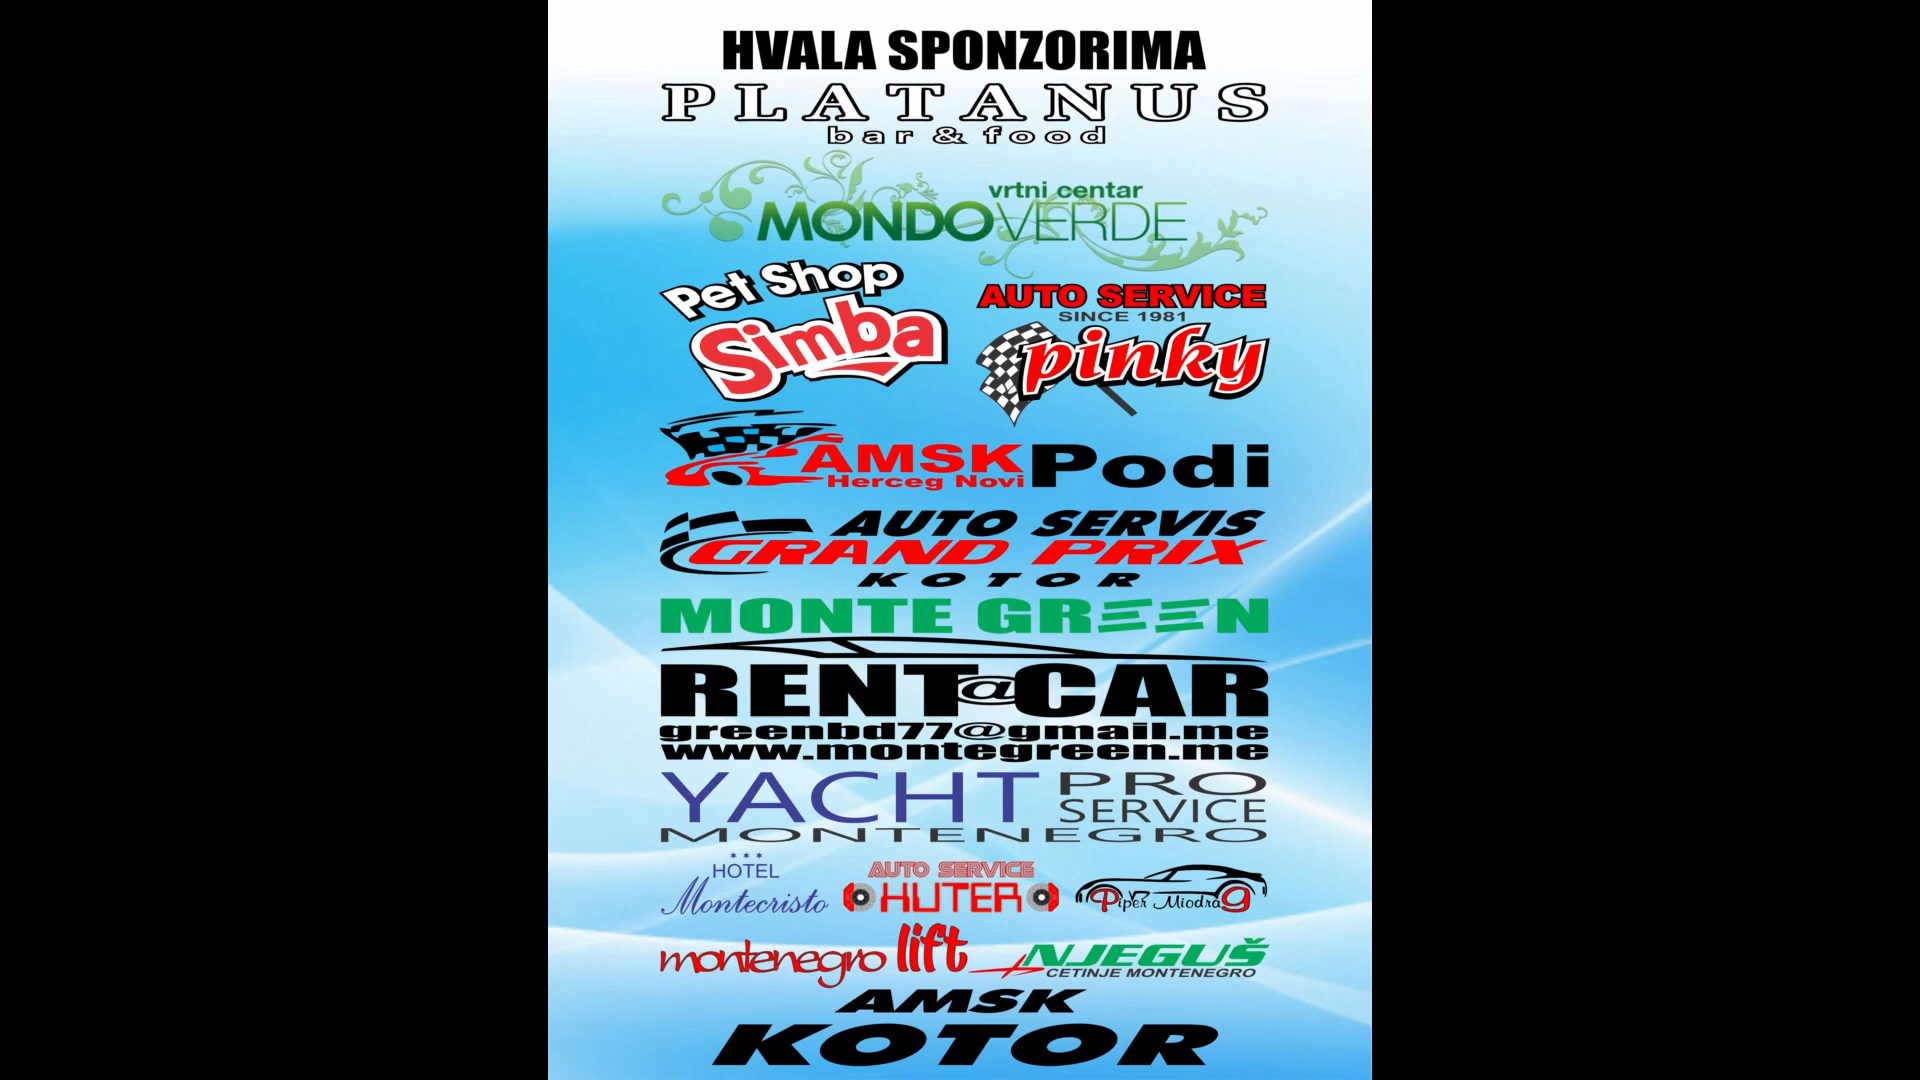 HVALA SPONZORIMA
PLATANUS
bar & food
vrtni centar
MONDOVERDE
Pet Shop
Simba
AUTO SERVICE
SINCE 1981
pinky
AMSK Podi
Herceg Novi
AUTO SERVIS
GRAND PRIX
KOTOR
MONTE GREEN
RENT@CAR
greenbd77@gmail.me
www.montegreen.me
YACHT PRO
SERVICE
MONTENEGRO
***
HOTEL
Montecristo
AUTO SERVICE
HUTER
Piper Miodrag
montenegro lift
NJEGUŠ
CETINJE MONTENEGRO
AMSK
KOTOR